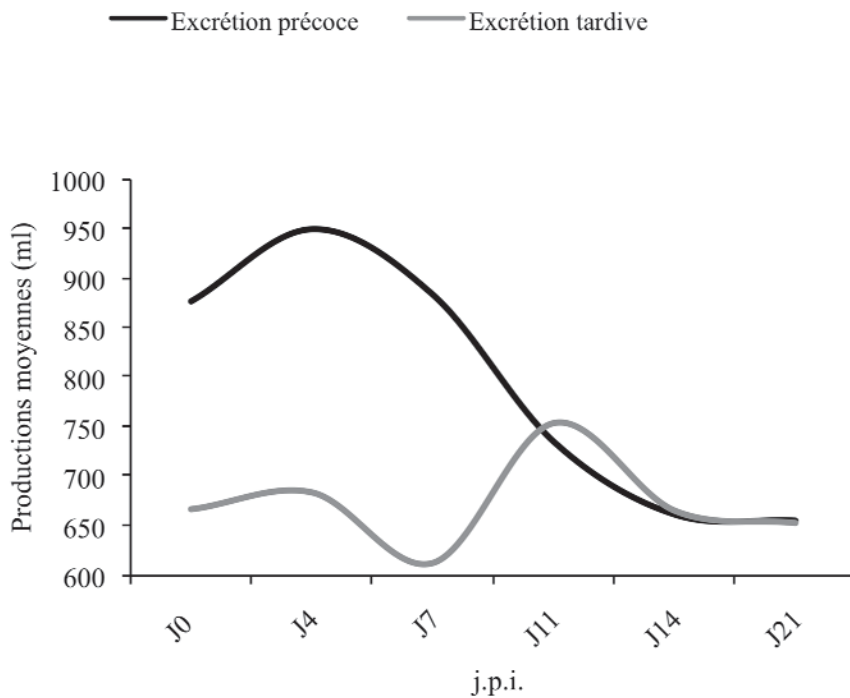 Excrétion précoce Excrétion tardive
Productions moyennes (ml)
1000
950
900
850
800
750
700
650
600
J0 J4 J7 J11 J14 J21
j.p.i.